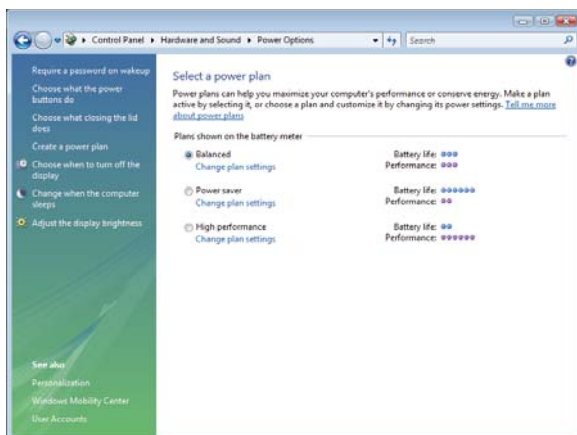 Control Panel ▸ Hardware and Sound ▸ Power Options
Search
Require a password on wakeup
Choose what the power
buttons do
Choose what closing the lid
does
Create a power plan
Choose when to turn off the
display
Change when the computer
sleeps
Adjust the display brightness
See also
Personalization
Windows Mobility Center
User Accounts
Select a power plan
Power plans can help you maximize your computer's performance or conserve energy. Make a plan
active by selecting it, or choose a plan and customize it by changing its power settings. Tell me more
about power plans
Plans shown on the battery meter
Balanced Battery life:
Change plan settings Performance:
Power saver Battery life:
Change plan settings Performance:
High performance Battery life:
Change plan settings Performance: